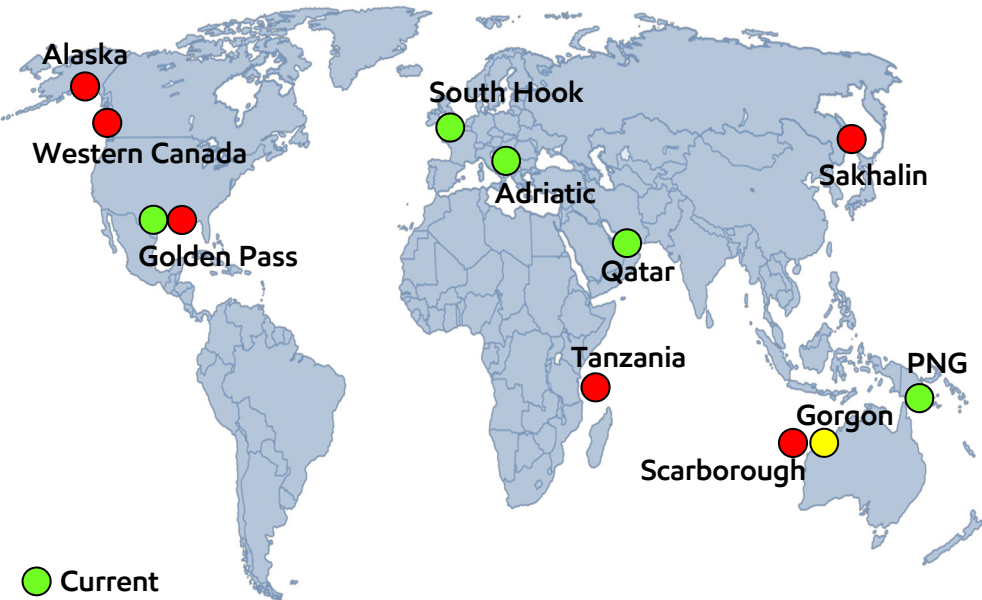 Alaska
South Hook
Western Canada
Sakhalin
Adriatic
Golden Pass
Qatar
Tanzania
PNG
Gorgon
Scarborough
Current